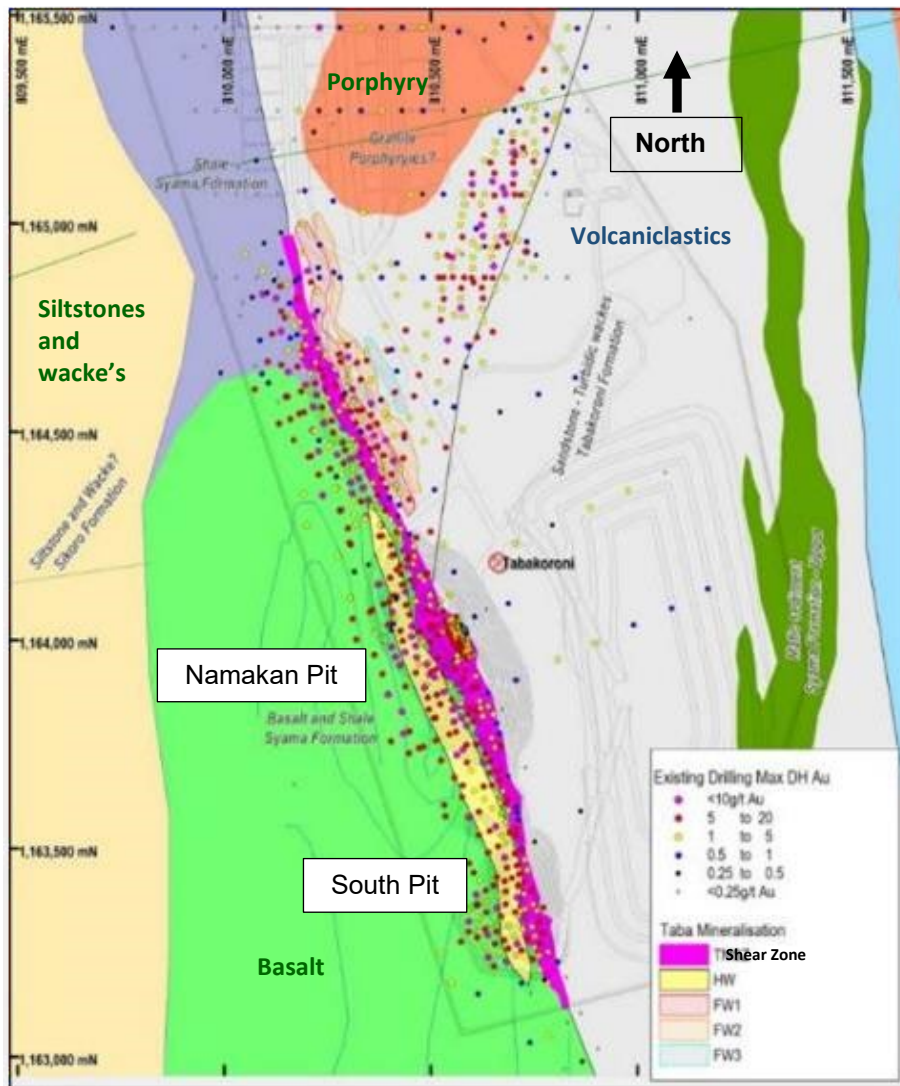 1,165,500 mN
809,500 mE
810,000 mE
810,500 mE
811,000 mE
811,500 mE
Porphyry
North
Granite
Porphyryies?
Shale -
Syama Formation
1,165,000 mN
Volcaniclastics
Siltstones
and
wacke's
Sandstone - Turbiditic wackes
Tabakoroni Formation
1,164,500 mN
Siltstone and Wacke?
Sikoro Formation
Tabakoroni
1,164,000 mN
Namakan Pit
Basalt and Shale
Syama Formation
Syama Formation - Upper
1,163,500 mN
South Pit
Basalt
1,163,000 mN
Existing Drilling Max DH Au
<10g/t Au
5 to 20
1 to 5
0.5 to 1
0.25 to 0.5
<0.25g/t Au
Taba Mineralisation
Shear Zone
HW
FW1
FW2
FW3